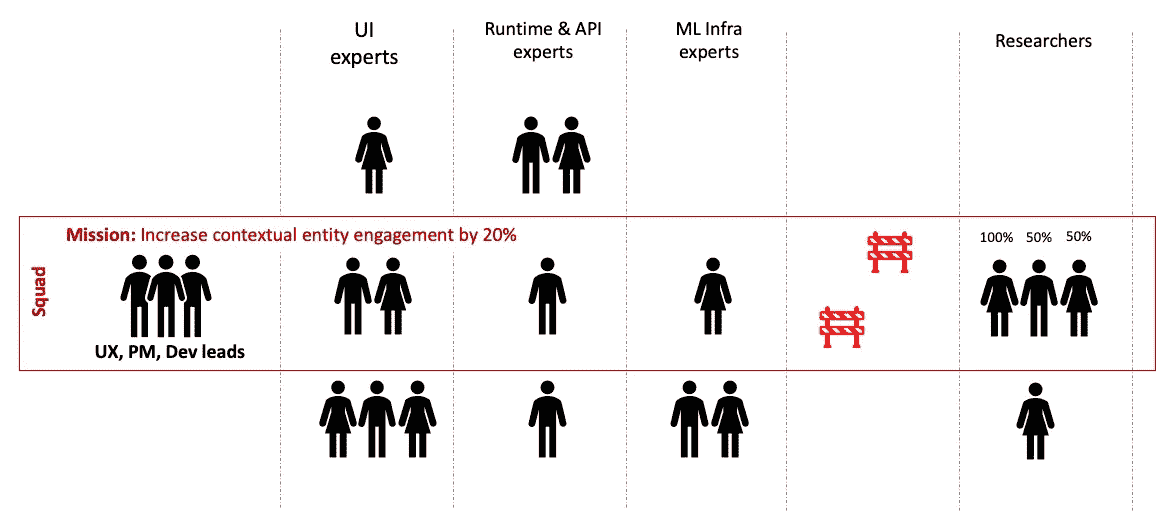 UI
experts
Runtime & API
experts
ML Infra
experts
Researchers
Mission: Increase contextual entity engagement by 20%
100% 50% 50%
Squad
UX, PM, Dev leads